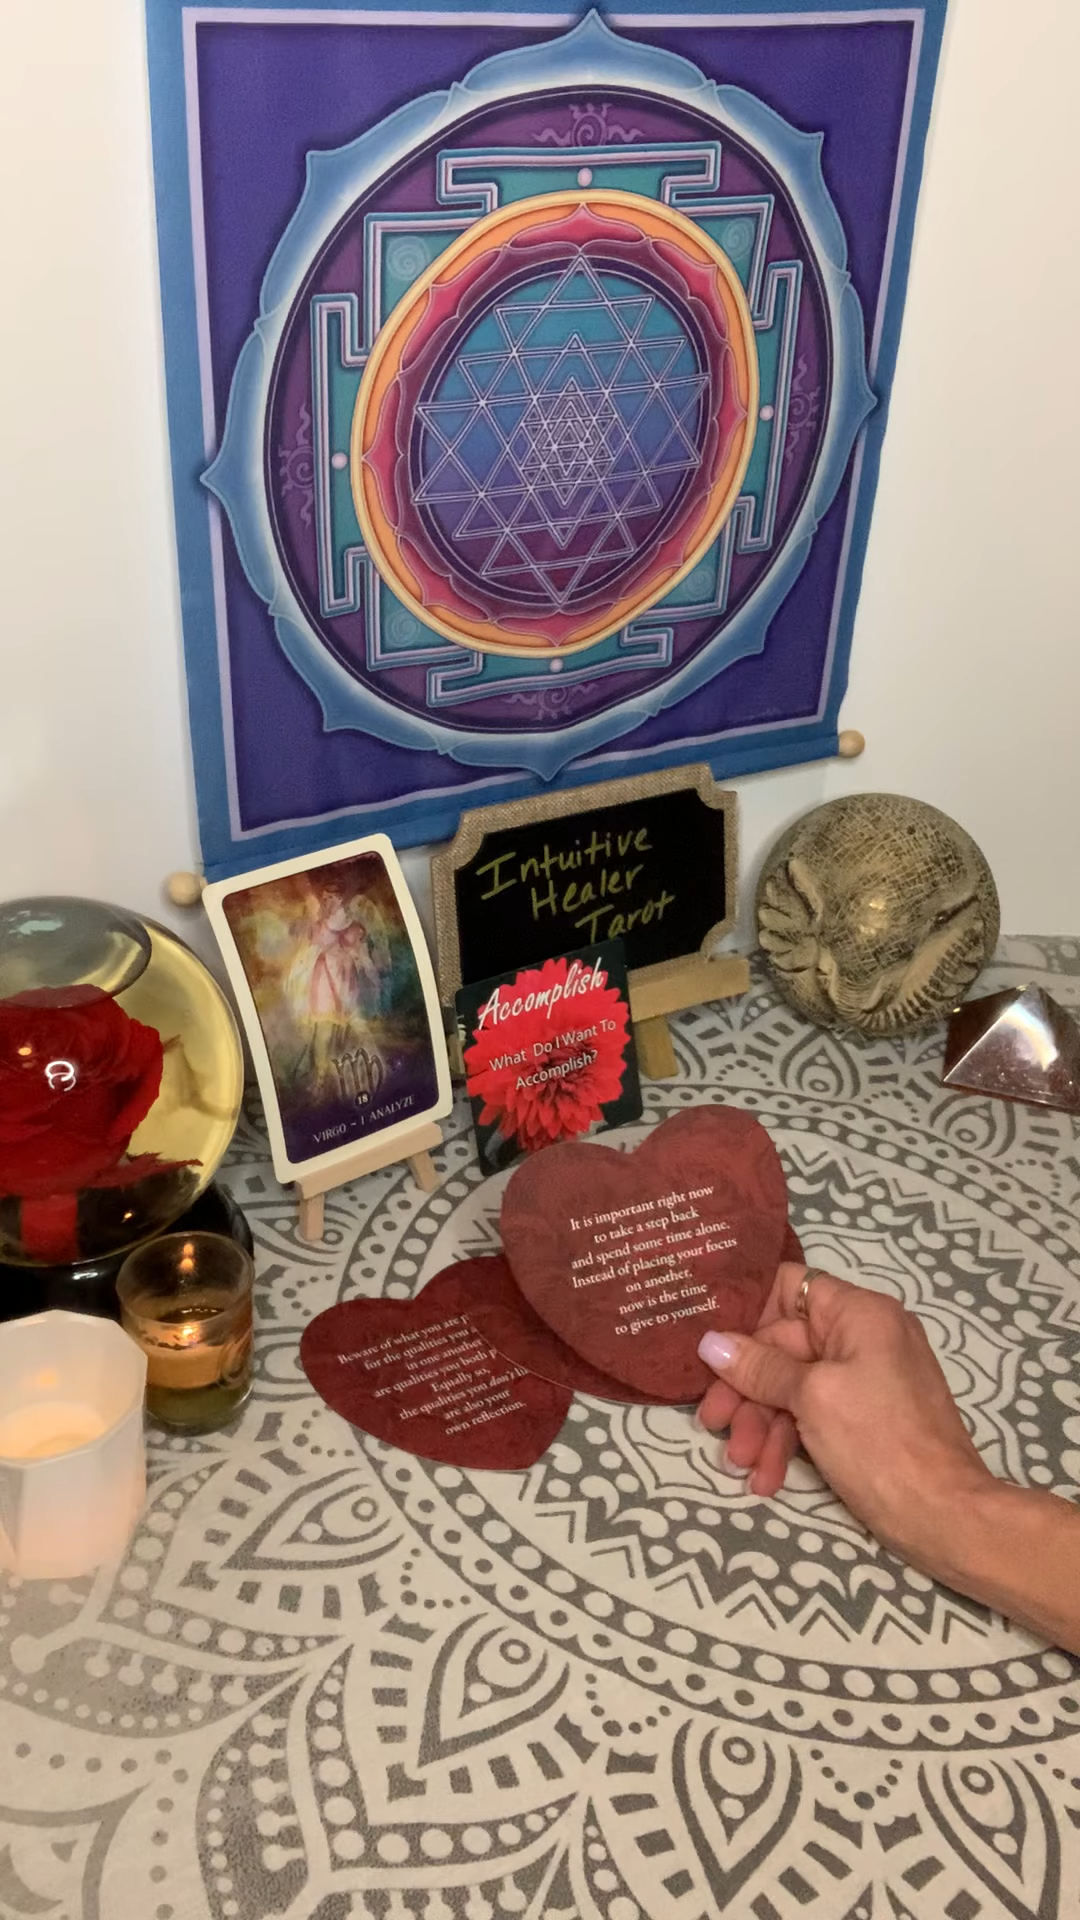 Intuitive
Healer
Tarot
18
VIRGO ~ I ANALYZE
Accomplish
What Do I Want To
Accomplish?
It is important right now
to take a step back
and spend some time alone.
Instead of placing your focus
on another,
now is the time
to give to yourself.
Beware of what you are
for the qualities you
in one another
are qualities you both
Equally so,
the qualities you don't
are also your
own reflection.